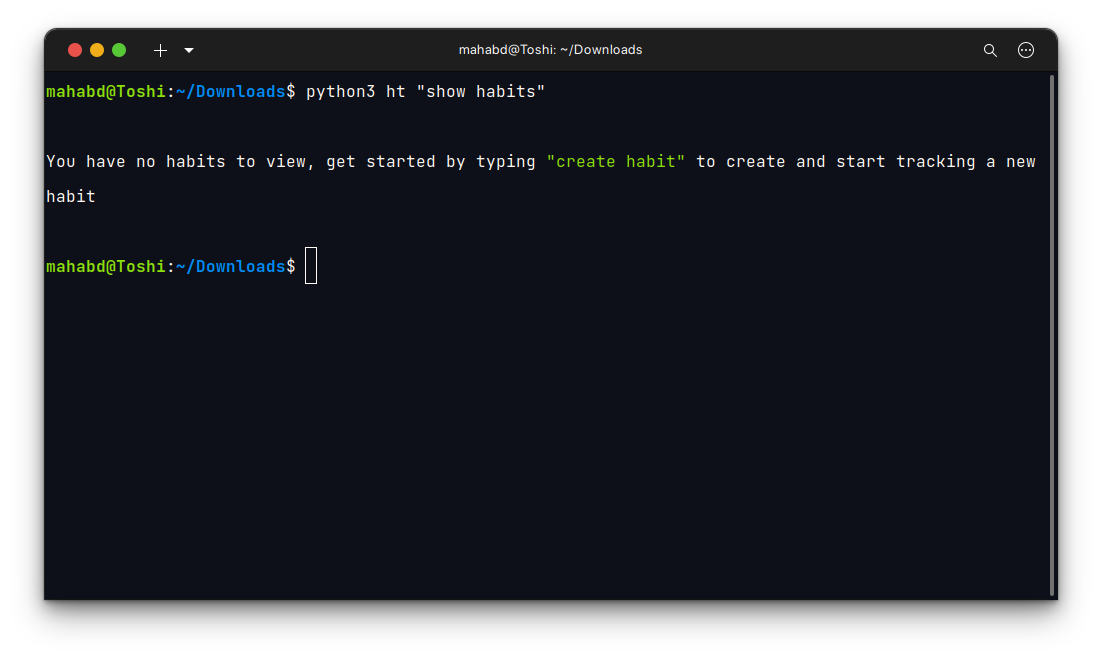 mahabd@Toshi: ~/Downloads
mahabd@Toshi:~/Downloads$ python3 ht "show habits"
You have no habits to view, get started by typing "create habit" to create and start tracking a new
habit
mahabd@Toshi:~/Downloads$